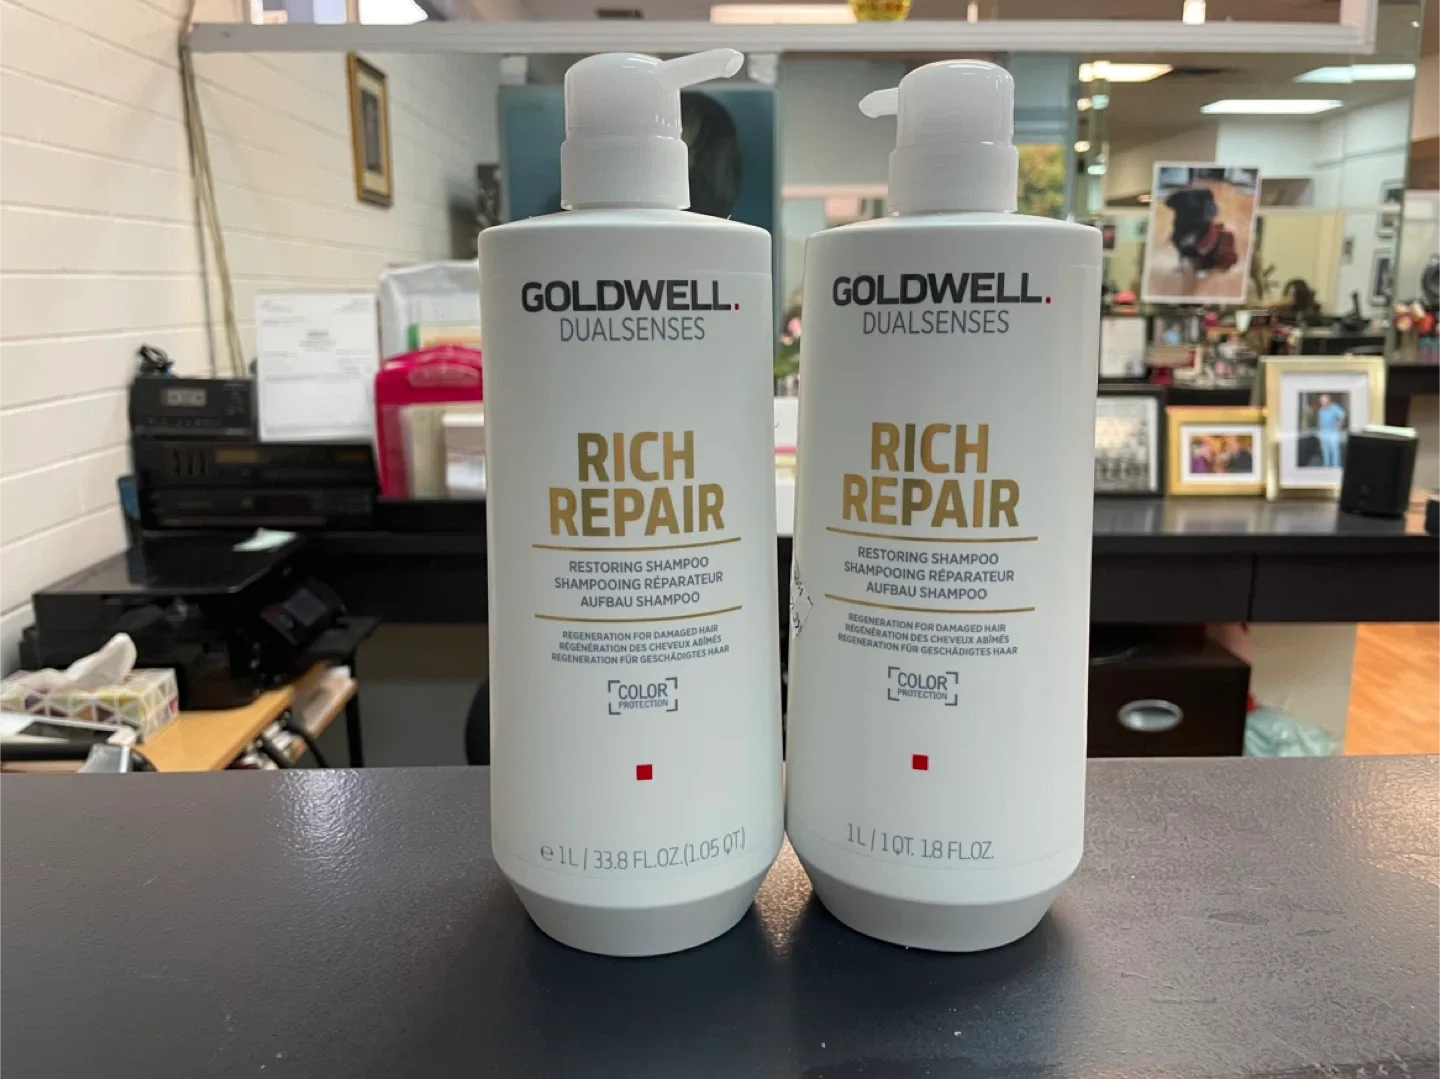 GOLDWELL.
DUALSENSES
RICH
REPAIR
RESTORING SHAMPOO
SHAMPOOING RÉPARATEUR
AUFBAU SHAMPOO
REGENERATION FOR DAMAGED HAIR
RÉGÉNÉRATION DES CHEVEUX ABÎMÉS
REGENERATION FÜR GESCHÄDIGTES HAAR
COLOR
PROTECTION
e 1 L / 33.8 FL.OZ.(1.05 QT.)
GOLDWELL.
DUALSENSES
RICH
REPAIR
RESTORING SHAMPOO
SHAMPOOING RÉPARATEUR
AUFBAU SHAMPOO
REGENERATION FOR DAMAGED HAIR
RÉGÉNÉRATION DES CHEVEUX ABÎMÉS
REGENERATION FÜR GESCHÄDIGTES HAAR
COLOR
PROTECTION
1 L / 1 QT. 1.8 FL.OZ.